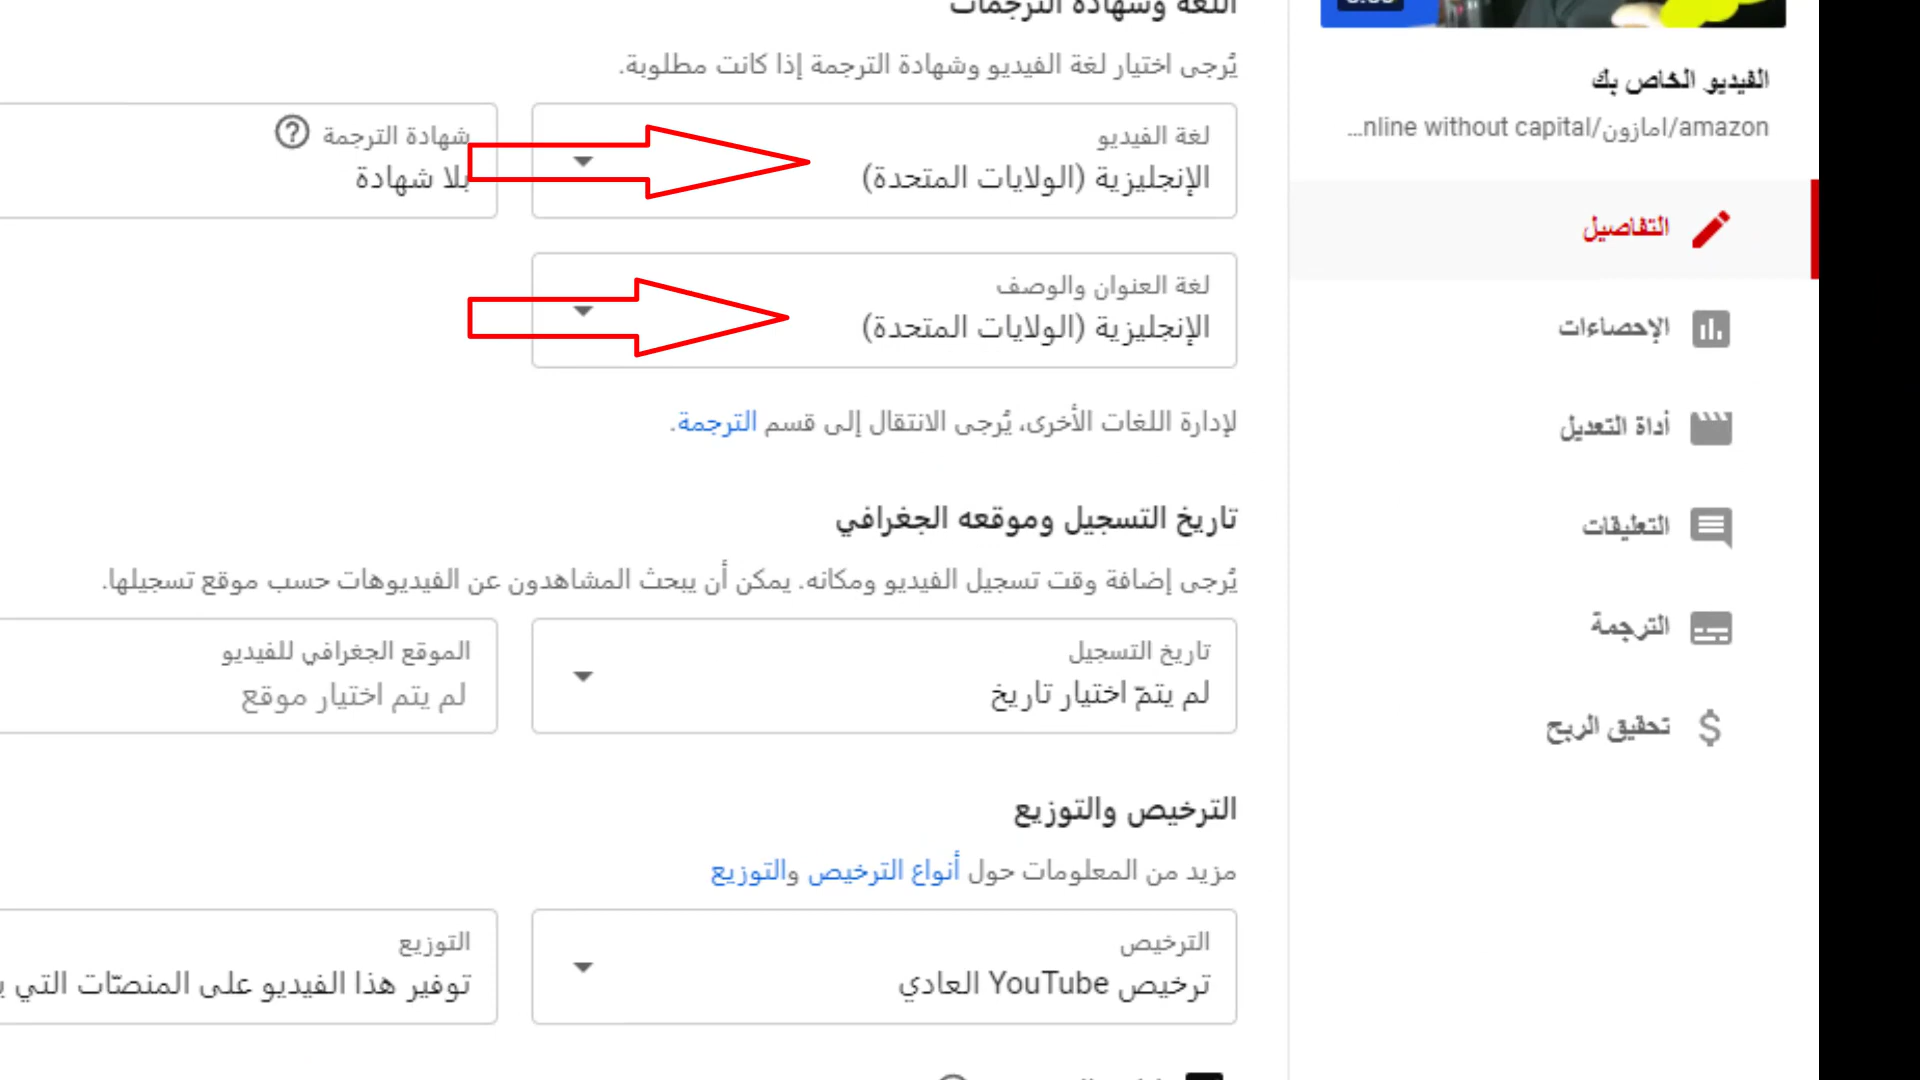 اللغة وشهادة الترجمات
يُرجى اختيار لغة الفيديو وشهادة الترجمة إذا كانت مطلوبة.
لغة الفيديو
الإنجليزية (الولايات المتحدة)
شهادة الترجمة
بلا شهادة
لغة العنوان والوصف
الإنجليزية (الولايات المتحدة)
لإدارة اللغات الأخرى، يُرجى الانتقال إلى قسم الترجمة.
تاريخ التسجيل وموقعه الجغرافي
يُرجى إضافة وقت تسجيل الفيديو ومكانه. يمكن أن يبحث المشاهدون عن الفيديوهات حسب موقع تسجيلها.
تاريخ التسجيل
لم يتمّ اختيار تاريخ
الموقع الجغرافي للفيديو
لم يتم اختيار موقع
الترخيص والتوزيع
مزيد من المعلومات حول أنواع الترخيص والتوزيع
الترخيص
ترخيص YouTube العادي
التوزيع
توفير هذا الفيديو على المنصّات التي
الفيديو الخاص بك
...nline without capital/امازون/amazon
التفاصيل
الإحصاءات
أداة التعديل
التعليقات
الترجمة
تحقيق الربح